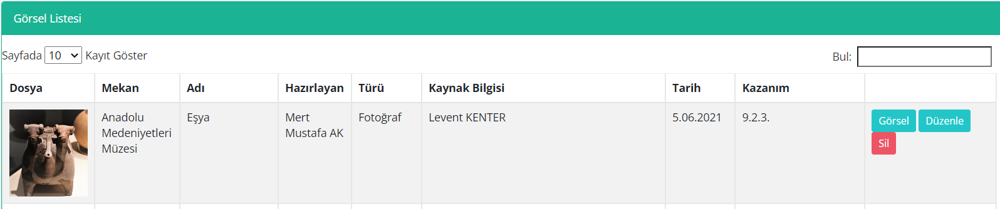 Görsel Listesi
Sayfada 10 Kayıt Göster
Bul:
Dosya Mekan Adı Hazırlayan Türü Kaynak Bilgisi Tarih Kazanım
Anadolu Eşya Mert Fotoğraf Levent KENTER 5.06.2021 9.2.3. Görsel Düzenle
Medeniyetleri Mustafa AK
Müzesi Sil